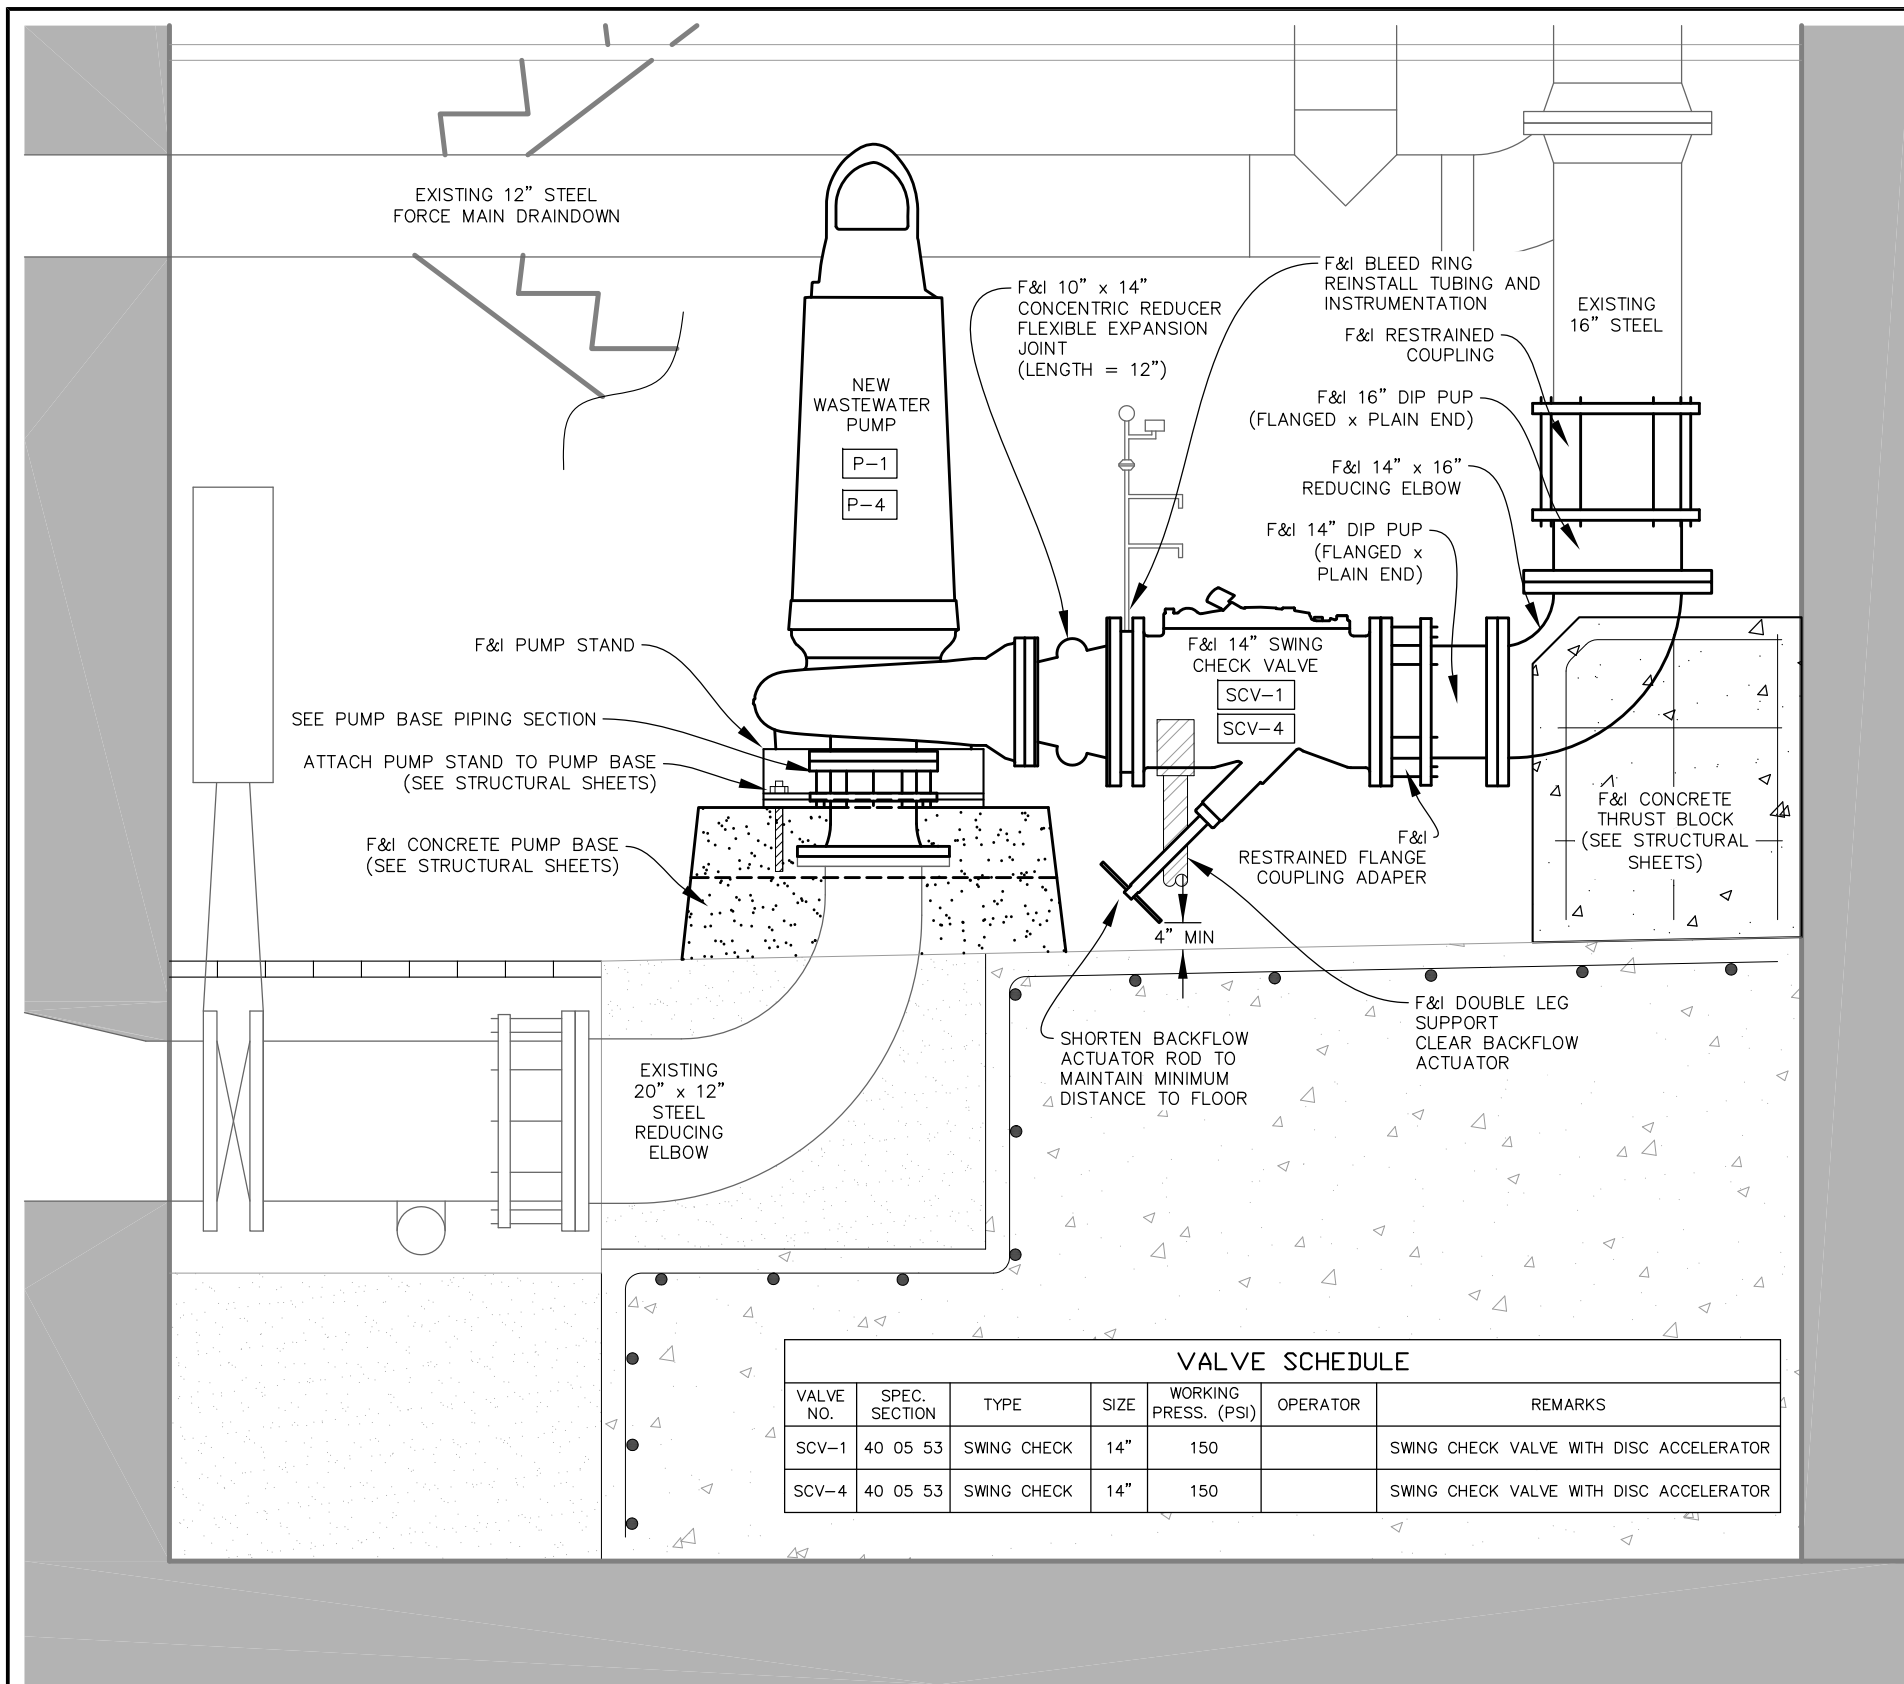 EXISTING 12” STEEL
FORCE MAIN DRAINDOWN
F&I 10” x 14”
CONCENTRIC REDUCER
FLEXIBLE EXPANSION
JOINT
(LENGTH = 12”)
F&I BLEED RING
REINSTALL TUBING AND
INSTRUMENTATION
EXISTING
16” STEEL
F&I RESTRAINED
COUPLING
F&I 16” DIP PUP
(FLANGED x PLAIN END)
F&I 14” x 16”
REDUCING ELBOW
F&I 14” DIP PUP
(FLANGED x
PLAIN END)
NEW
WASTEWATER
PUMP
P-1
P-4
F&I PUMP STAND
SEE PUMP BASE PIPING SECTION
ATTACH PUMP STAND TO PUMP BASE
(SEE STRUCTURAL SHEETS)
F&I CONCRETE PUMP BASE
(SEE STRUCTURAL SHEETS)
F&I 14” SWING
CHECK VALVE
SCV-1
SCV-4
F&I
RESTRAINED FLANGE
COUPLING ADAPER
F&I CONCRETE
THRUST BLOCK
(SEE STRUCTURAL
SHEETS)
4” MIN
SHORTEN BACKFLOW
ACTUATOR ROD TO
MAINTAIN MINIMUM
DISTANCE TO FLOOR
F&I DOUBLE LEG
SUPPORT
CLEAR BACKFLOW
ACTUATOR
EXISTING
20” x 12”
STEEL
REDUCING
ELBOW
VALVE SCHEDULE
VALVE NO. SPEC. SECTION TYPE SIZE WORKING PRESS. (PSI) OPERATOR REMARKS
SCV-1 40 05 53 SWING CHECK 14” 150 SWING CHECK VALVE WITH DISC ACCELERATOR
SCV-4 40 05 53 SWING CHECK 14” 150 SWING CHECK VALVE WITH DISC ACCELERATOR